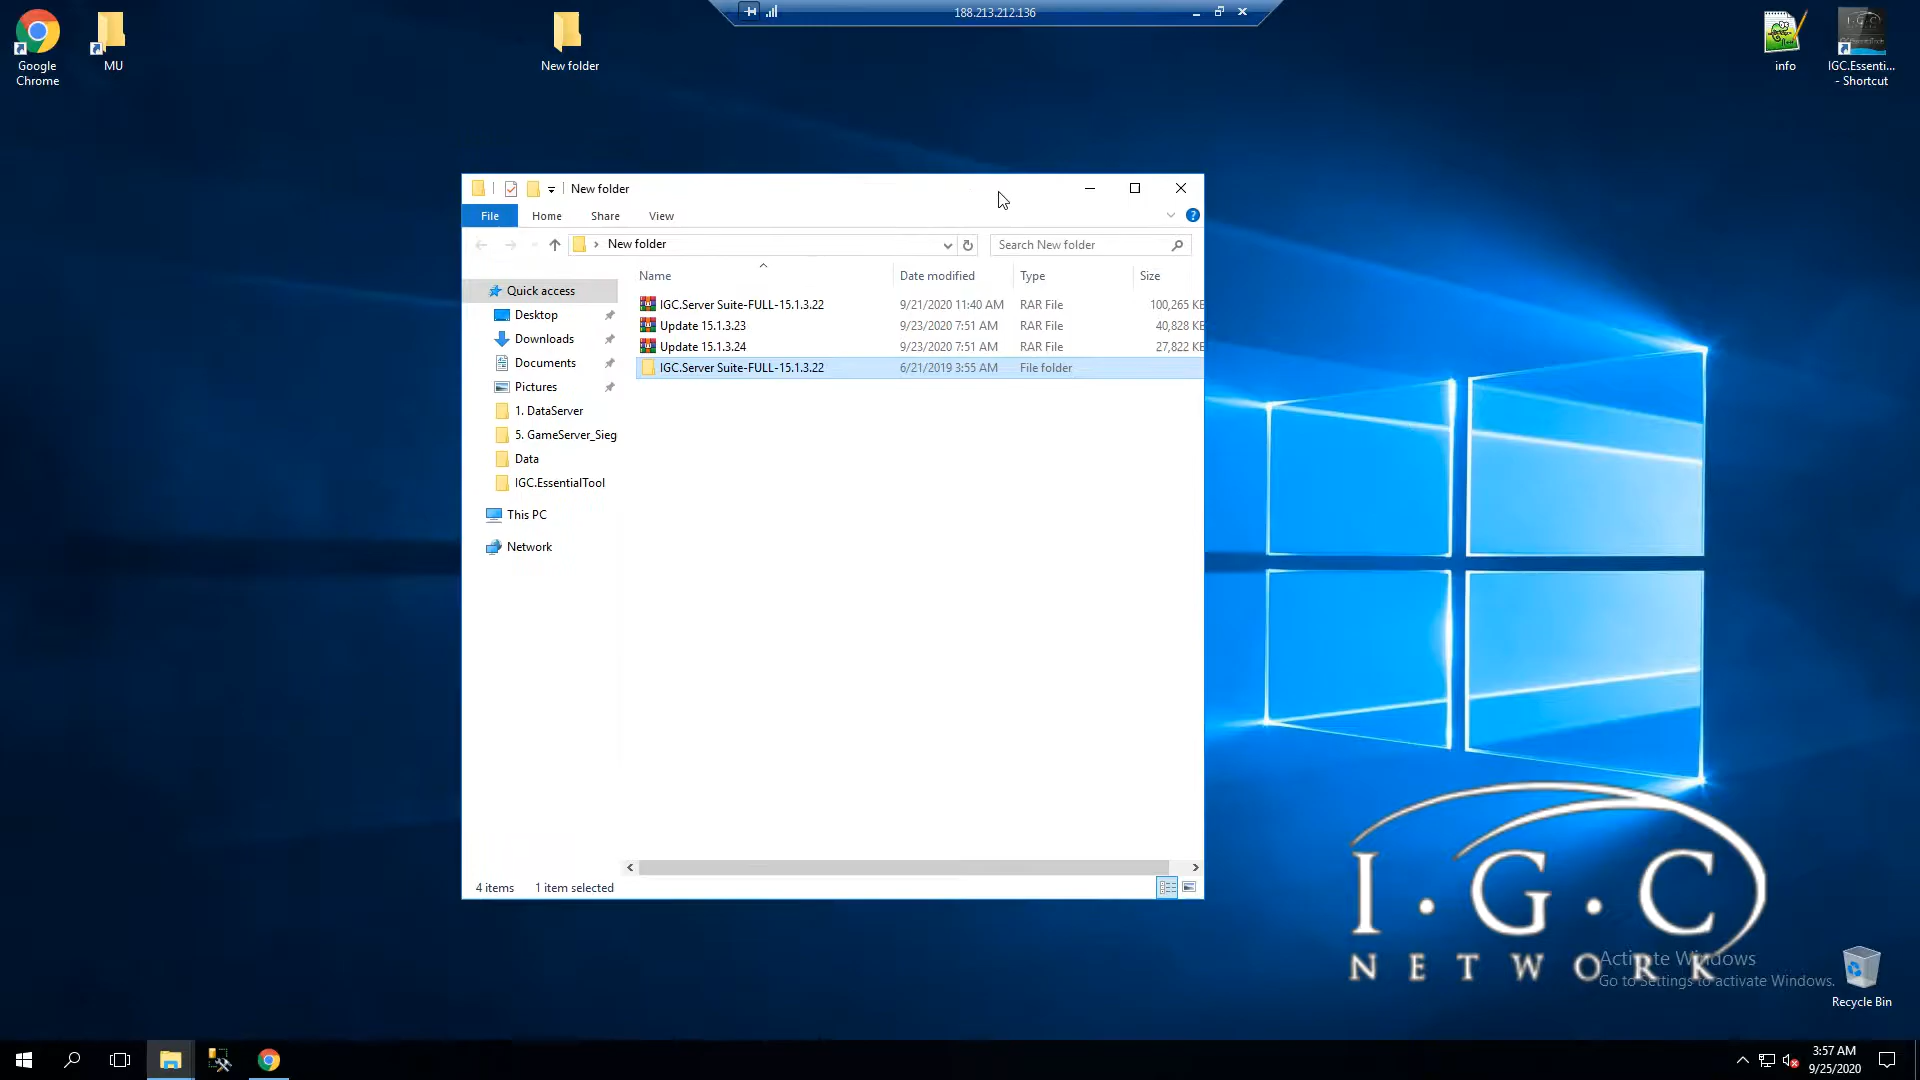 188.213.212.136
Google
Chrome
MU
New folder
info
IGC.Essenti...
- Shortcut
New folder
File
Home
Share
View
New folder
Search New folder
Name
Date modified
Type
Size
Quick access
Desktop
Downloads
Documents
Pictures
1. DataServer
5. GameServer_Sieg
Data
IGC.EssentialTool
This PC
Network
IGC.Server Suite-FULL-15.1.3.22 9/21/2020 11:40 AM RAR File 100,265 KB
Update 15.1.3.23 9/23/2020 7:51 AM RAR File 40,828 KB
Update 15.1.3.24 9/23/2020 7:51 AM RAR File 27,822 KB
IGC.Server Suite-FULL-15.1.3.22 6/21/2019 3:55 AM File folder
4 items
1 item selected
I·G·C
NETWORK
Activate Windows
Go to Settings to activate Windows.
Recycle Bin
3:57 AM
9/25/2020